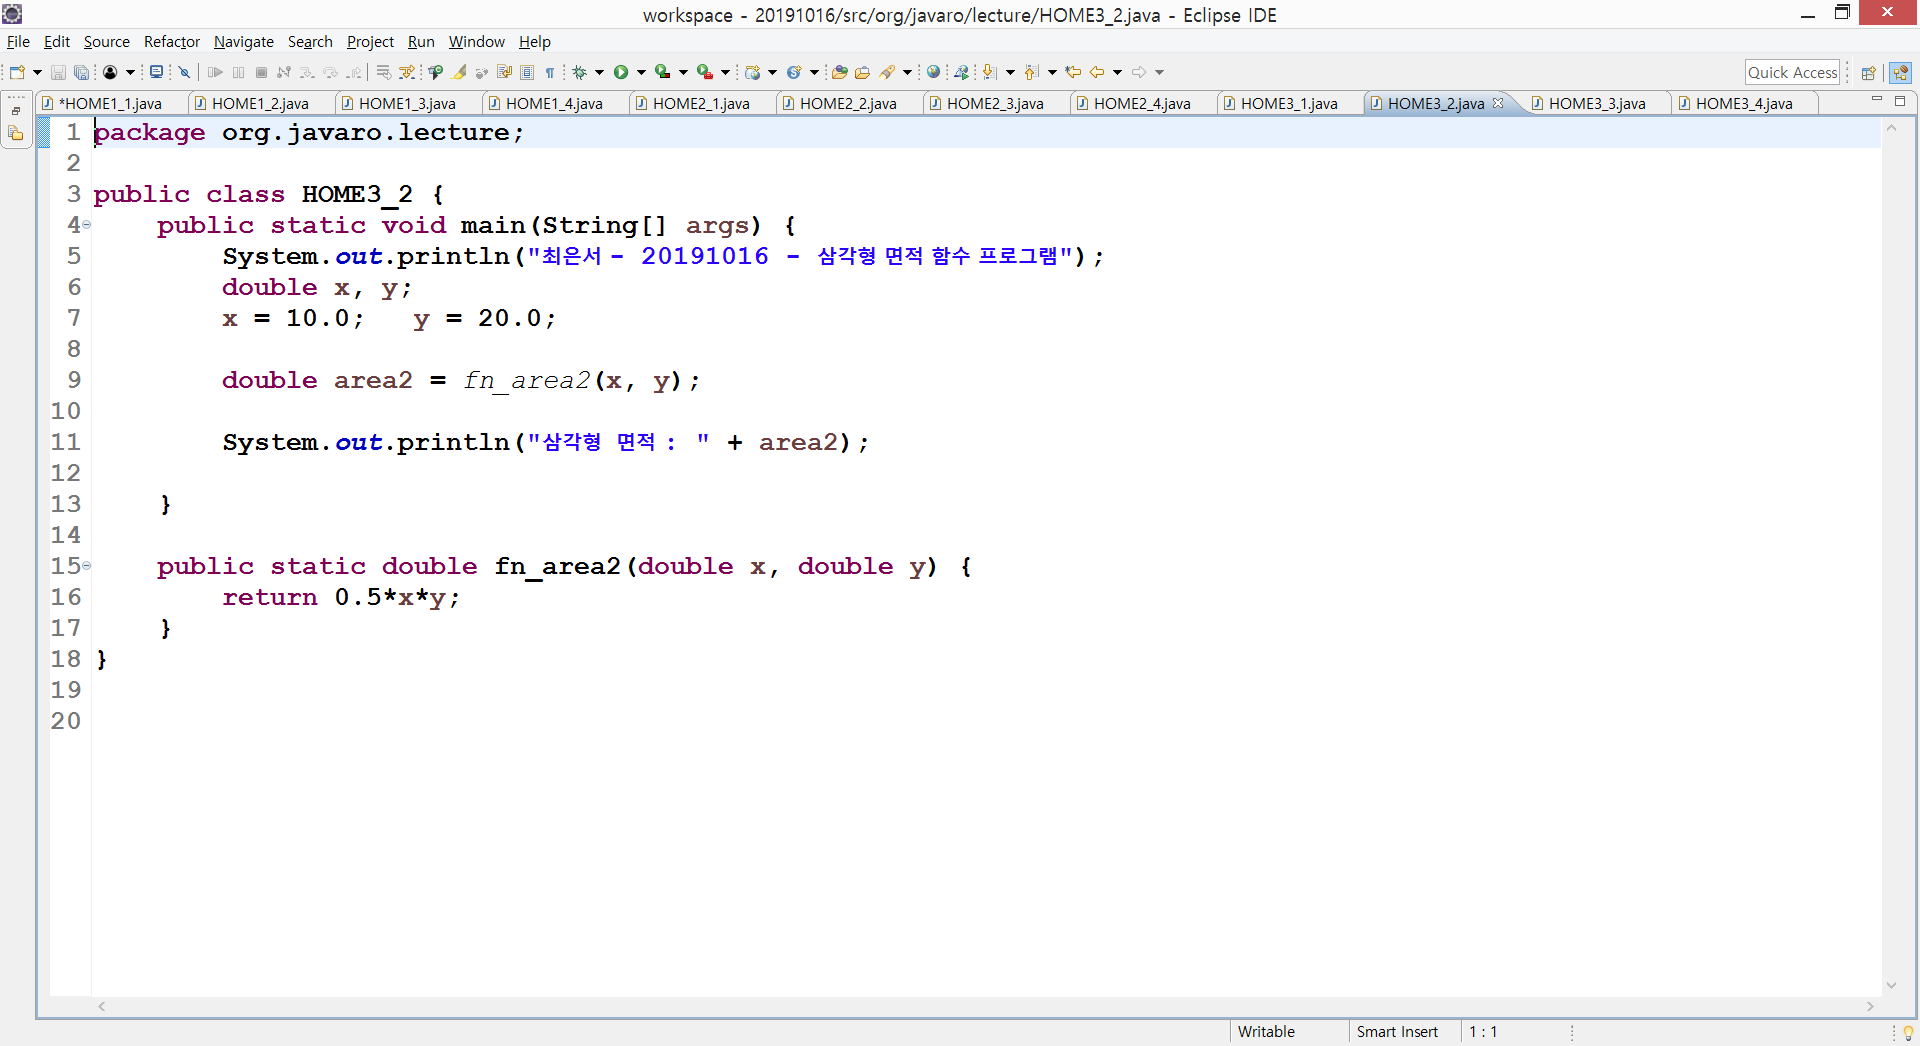 workspace - 20191016/src/org/javaro/lecture/HOME3_2.java - Eclipse IDE
File Edit Source Refactor Navigate Search Project Run Window Help
Quick Access
*HOME1_1.java HOME1_2.java HOME1_3.java HOME1_4.java HOME2_1.java HOME2_2.java HOME2_3.java HOME2_4.java HOME3_1.java HOME3_2.java HOME3_3.java HOME3_4.java
1 package org.javaro.lecture;
2
3 public class HOME3_2 {
4 public static void main(String[] args) {
5 System.out.println("최은서 - 20191016 - 삼각형 면적 함수 프로그램");
6 double x, y;
7 x = 10.0; y = 20.0;
8
9 double area2 = fn_area2(x, y);
10
11 System.out.println("삼각형 면적 : " + area2);
12
13 }
14
15 public static double fn_area2(double x, double y) {
16 return 0.5*x*y;
17 }
18 }
19
20
Writable Smart Insert 1 : 1